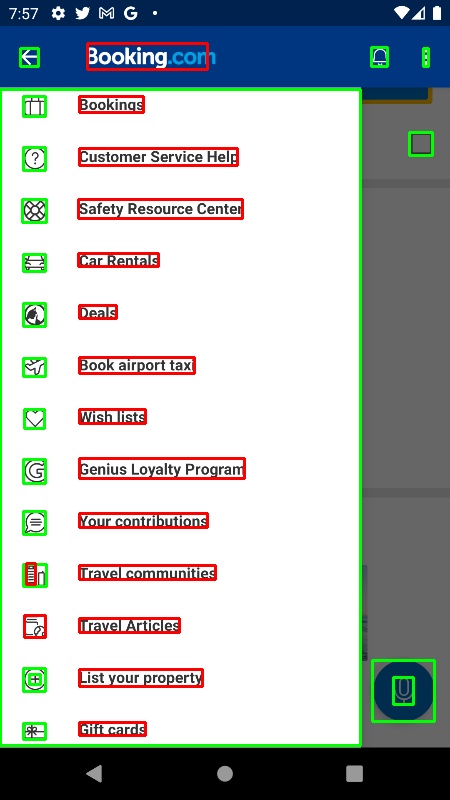 7:57
Booking.com
Bookings
Customer Service Help
Safety Resource Center
Car Rentals
Deals
Book airport taxi
Wish lists
Genius Loyalty Program
Your contributions
Travel communities
Travel Articles
List your property
Gift cards